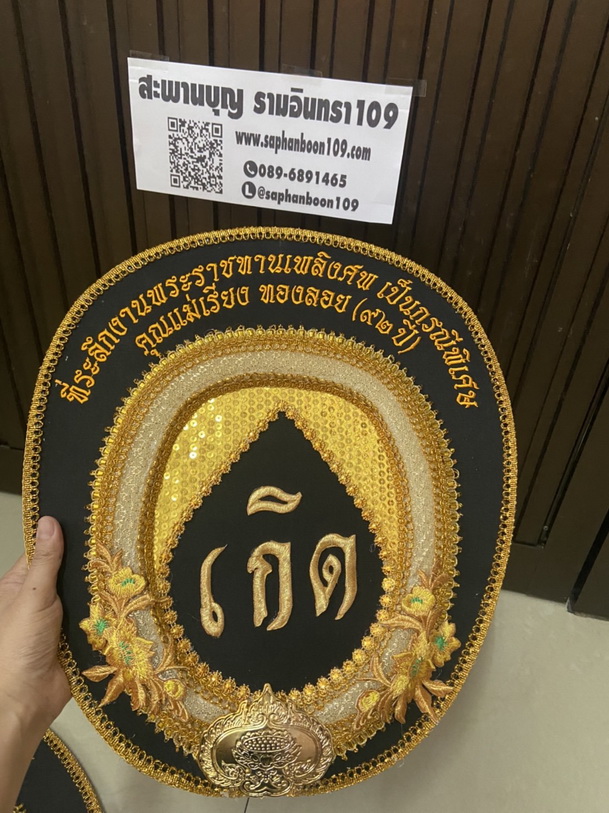 สะพานบุญ รามอินทรา109
www.saphanboon109.com
089-6891465
@saphanboon109
ที่ระลึกงานพระราชทานเพลิงศพ เป็นกรณีพิเศษ
คุณแม่เรียง ทองลอย (๙๒ ปี)
เกิด